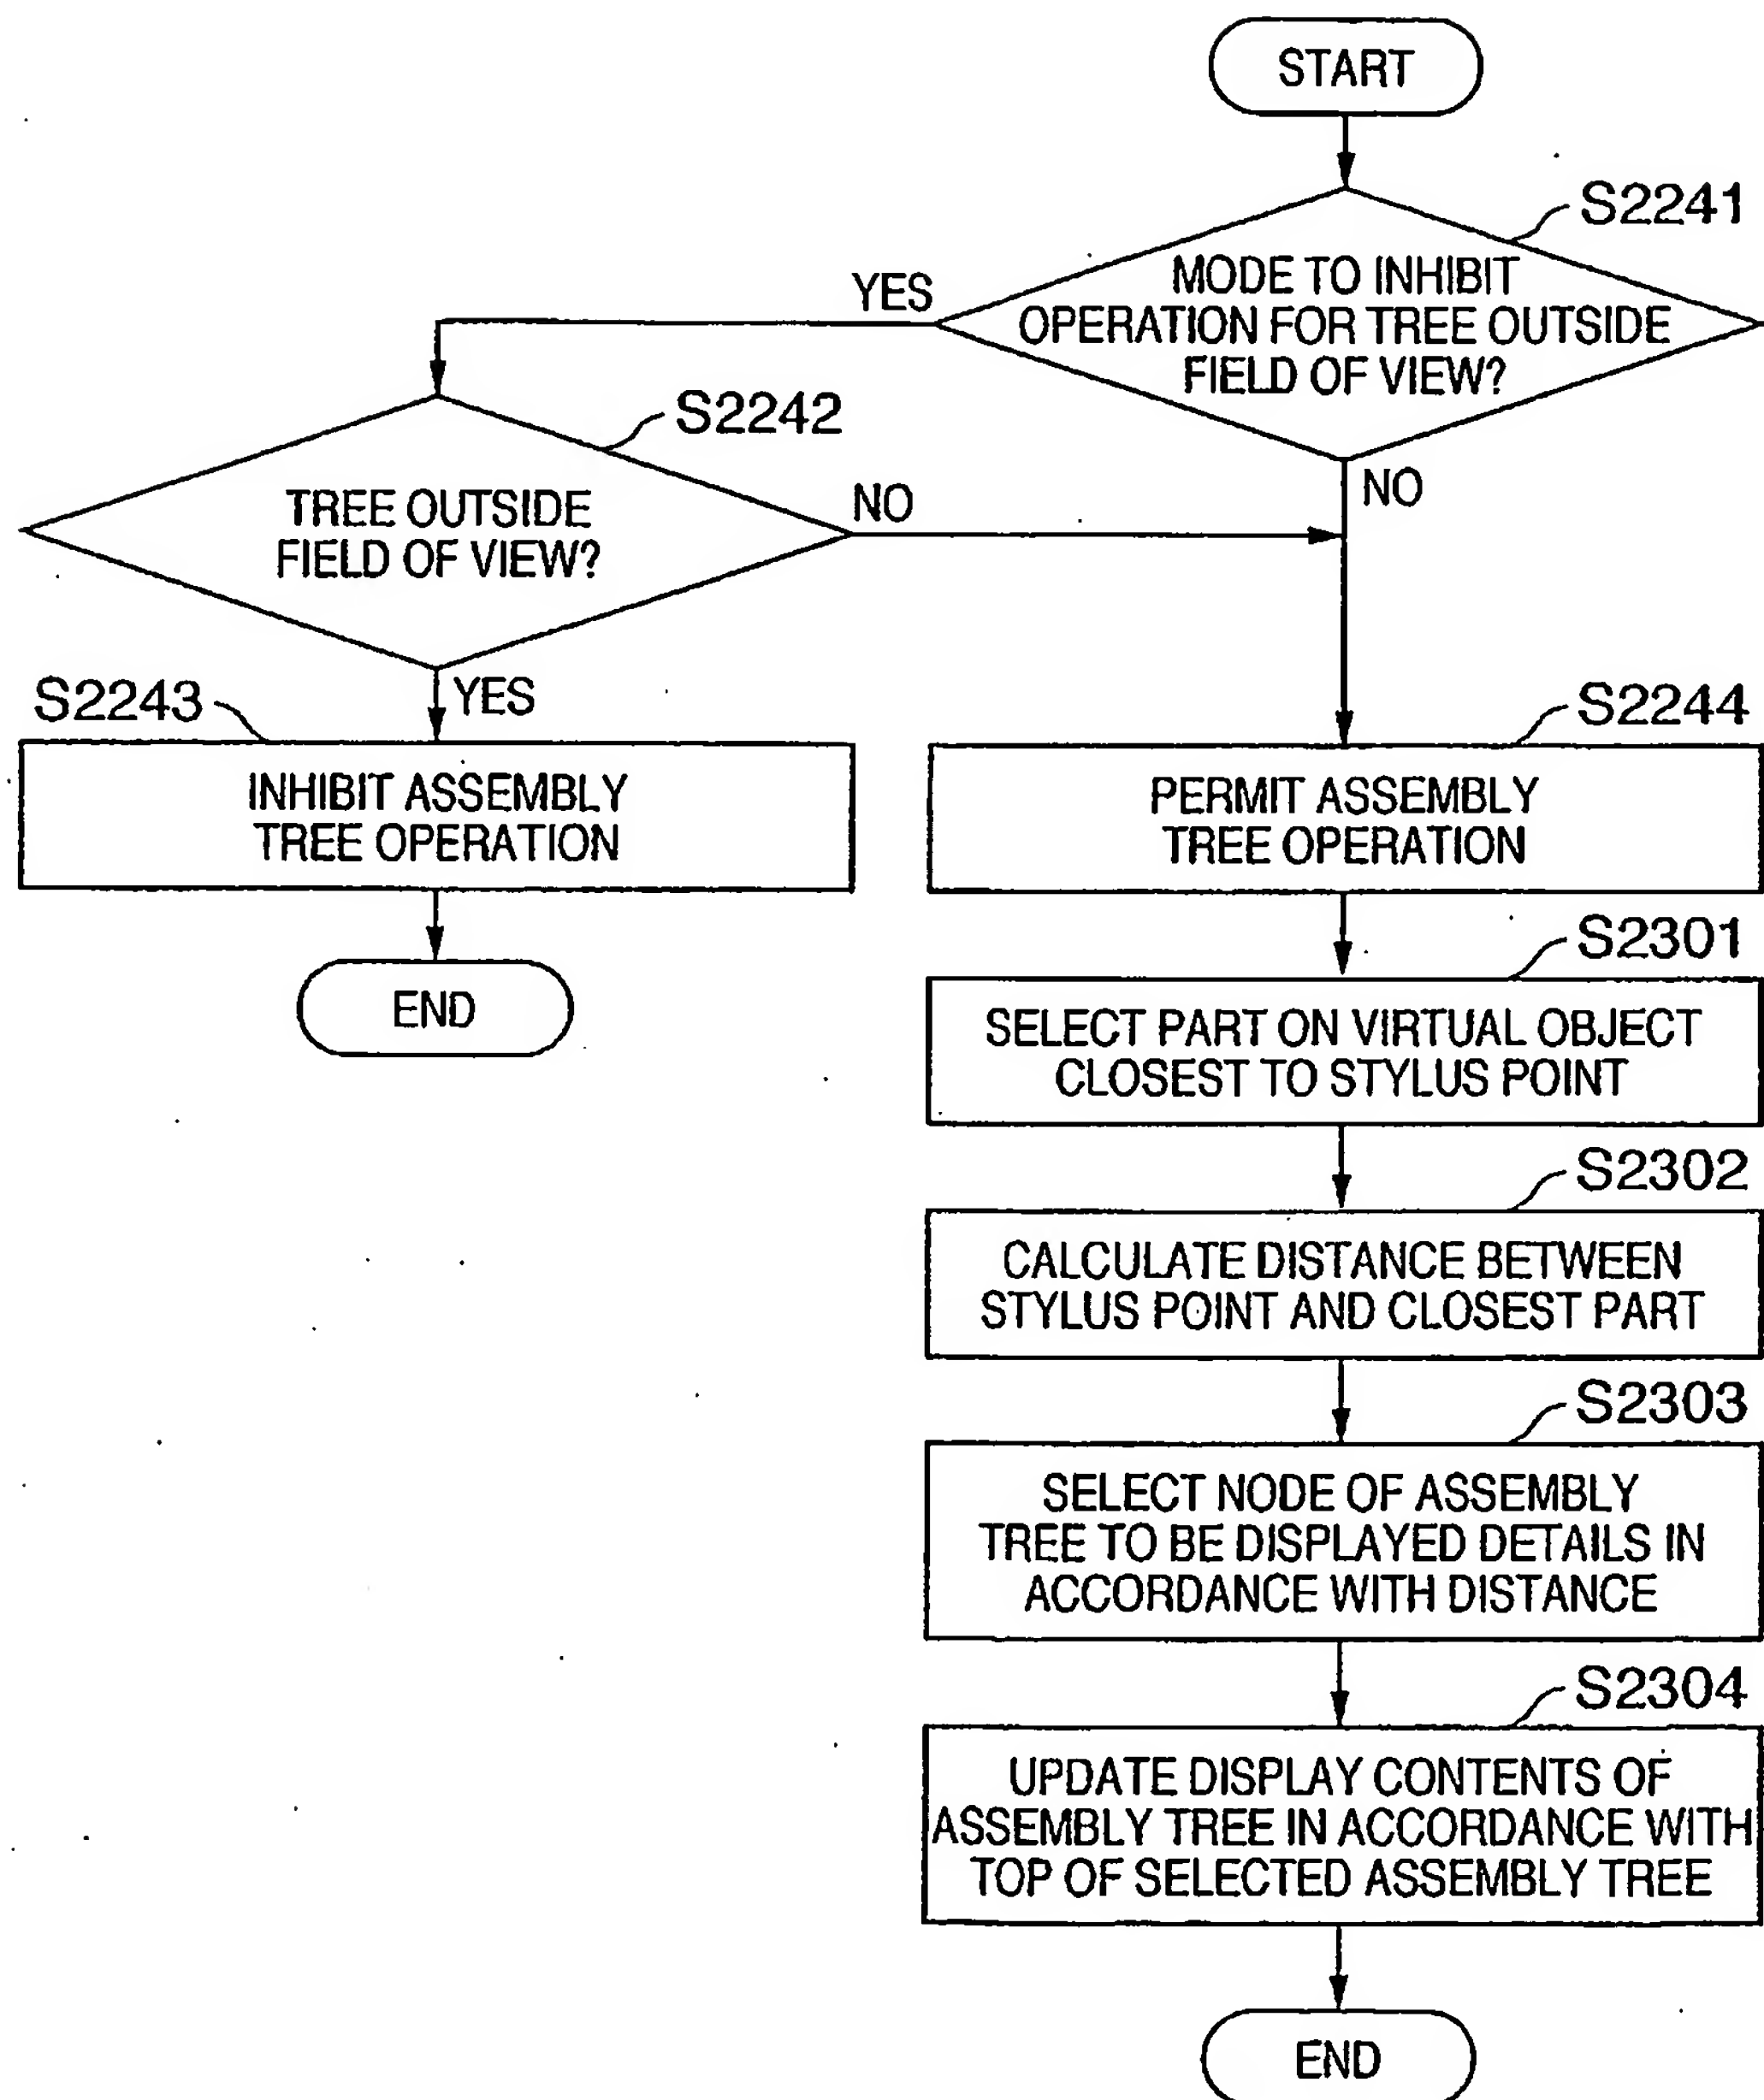 START
S2241
MODE TO INHIBIT
OPERATION FOR TREE OUTSIDE
FIELD OF VIEW?
YES
NO
S2242
TREE OUTSIDE
FIELD OF VIEW?
NO
YES
S2243
INHIBIT ASSEMBLY
TREE OPERATION
END
S2244
PERMIT ASSEMBLY
TREE OPERATION
S2301
SELECT PART ON VIRTUAL OBJECT
CLOSEST TO STYLUS POINT
S2302
CALCULATE DISTANCE BETWEEN
STYLUS POINT AND CLOSEST PART
S2303
SELECT NODE OF ASSEMBLY
TREE TO BE DISPLAYED DETAILS IN
ACCORDANCE WITH DISTANCE
S2304
UPDATE DISPLAY CONTENTS OF
ASSEMBLY TREE IN ACCORDANCE WITH
TOP OF SELECTED ASSEMBLY TREE
END